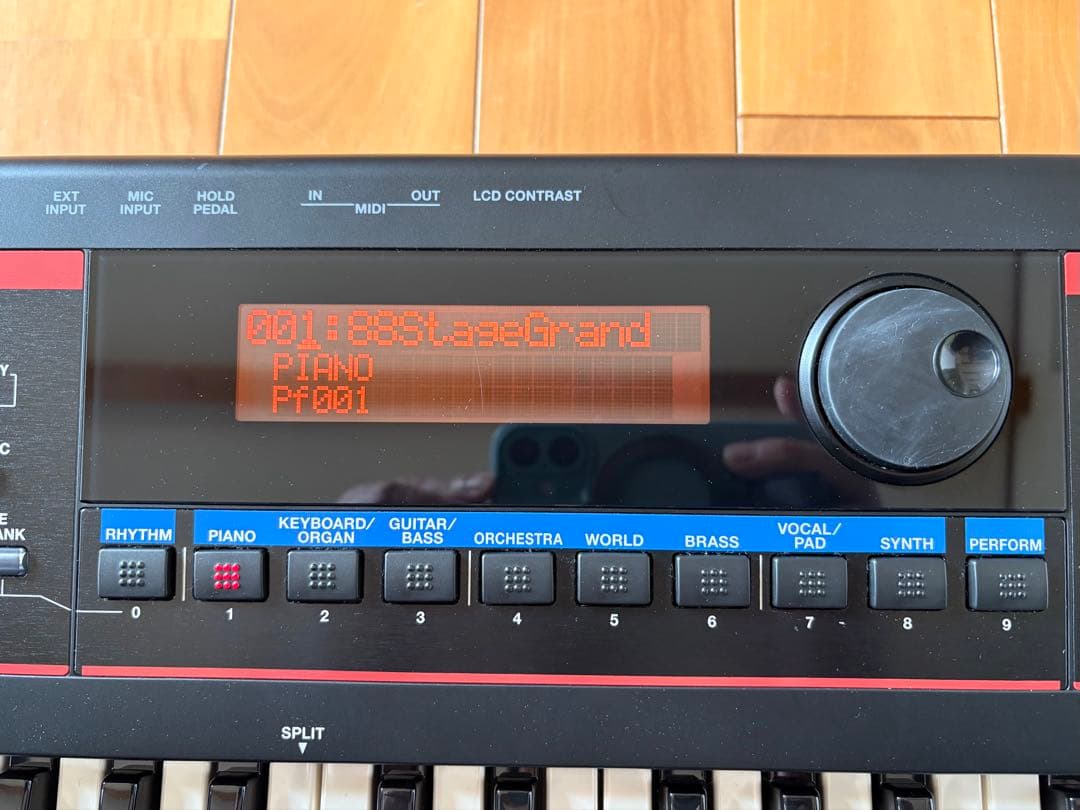 EXT
INPUT
MIC
INPUT
HOLD
PEDAL
IN
OUT
MIDI
LCD CONTRAST
001:88StageGrand
PIANO
Pf001
Y
C
E
ANK
RHYTHM
PIANO
KEYBOARD/
ORGAN
GUITAR/
BASS
ORCHESTRA
WORLD
BRASS
VOCAL/
PAD
SYNTH
PERFORM
0
1
2
3
4
5
6
7
8
9
SPLIT